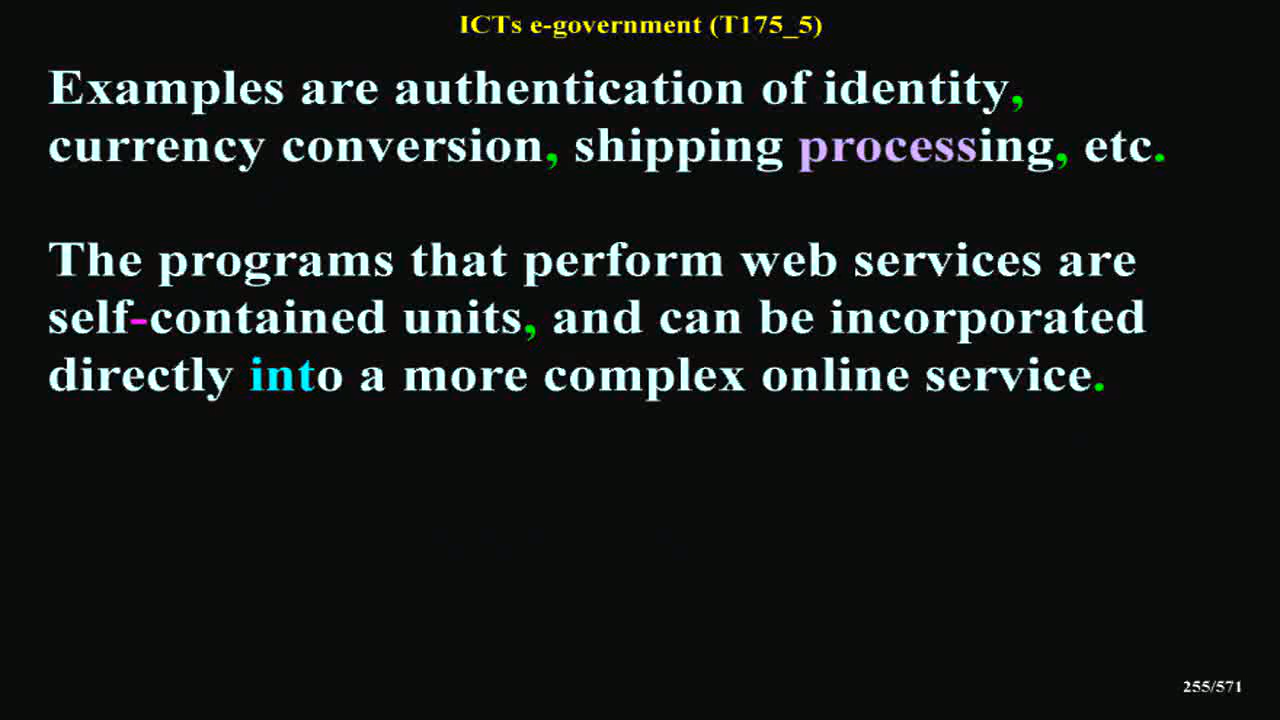 ICTs e-government (T175_5)
Examples are authentication of identity,
currency conversion, shipping processing, etc.
The programs that perform web services are
self-contained units, and can be incorporated
directly into a more complex online service.
255/571